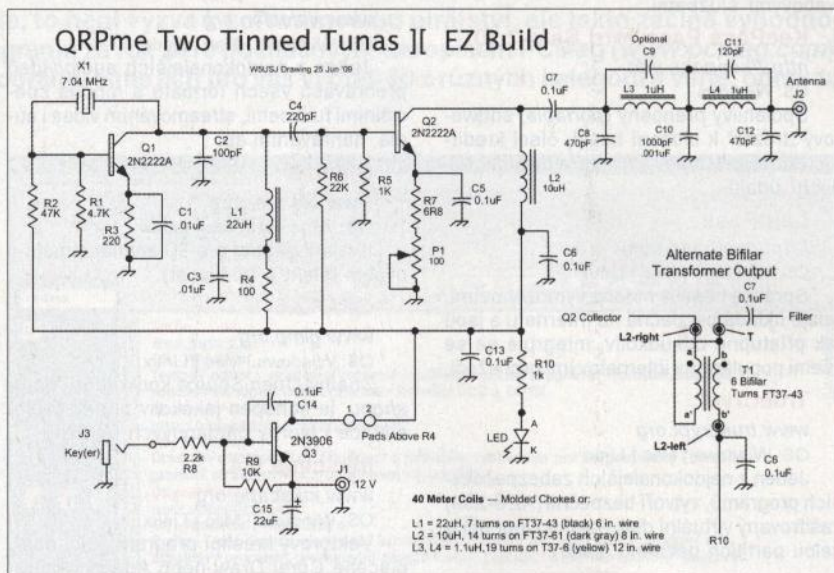 QRPme Two Tinned Tunas ][ EZ Build
W8USJ Drafting 25 Jan 2017
X1
7.04 MHz
Q1
2N2222A
R2
47K
R1
4.7K
R3
220
C1
.01uF
C2
100pF
C3
.01uF
L1
22uH
R4
100
C4
220pF
R6
22K
1K
Q2
2N2222A
R7
6R8
P1
100
C5
0.1uF
C7
0.1uF
L2
10uH
C6
0.1uF
Optional
C9
L3 1uH
C8
470pF
C10
1000pF
.001uF
C11
120pF
L4 1uH
C12
470pF
Antenna
J2
Alternate Bifilar
Transformer Output
Q2 Collector
C7
0.1uF
Filter
L2-right
a
b
a'
b'
T1
6 Bifilar
Turns FT37-43
L2-left
C6
0.1uF
R10
C13
0.1uF
R10
1k
LED
A
K
J3
Key(er)
2.2k
R8
0.1uF
C14
2N3906
Q3
10K
C15
22uF
1 2
Pads Above R4
J1
12 V
40 Meter Coils - Molded Chokes or:
L1 = 22uH, 7 turns on FT37-43 (black) 6 in. wire
L2 = 10uH, 14 turns on FT37-61 (dark gray) 8 in. wire
L3, L4 = 1.1uH,19 turns on T37-6 (yellow) 12 in. wire